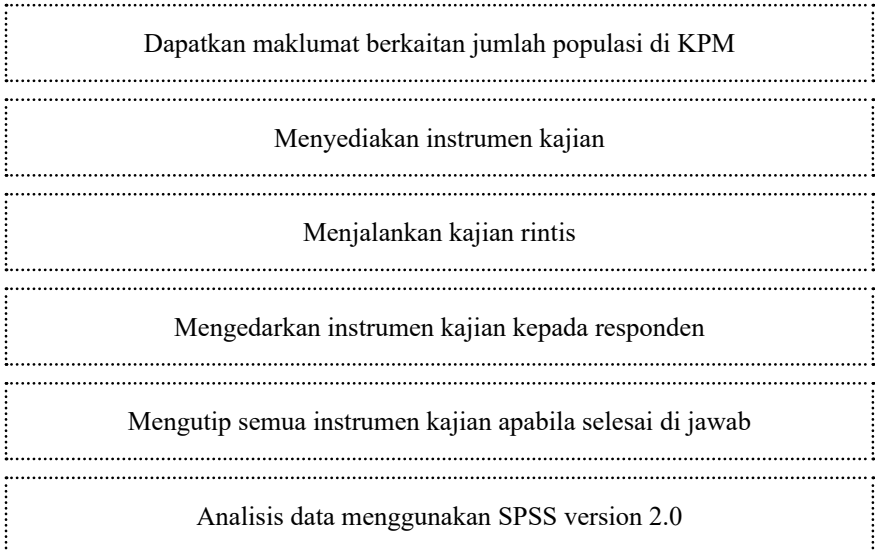 Dapatkan maklumat berkaitan jumlah populasi di KPM
Menyediakan instrumen kajian
Menjalankan kajian rintis
Mengedarkan instrumen kajian kepada responden
Mengutip semua instrumen kajian apabila selesai di jawab
Analisis data menggunakan SPSS version 2.0